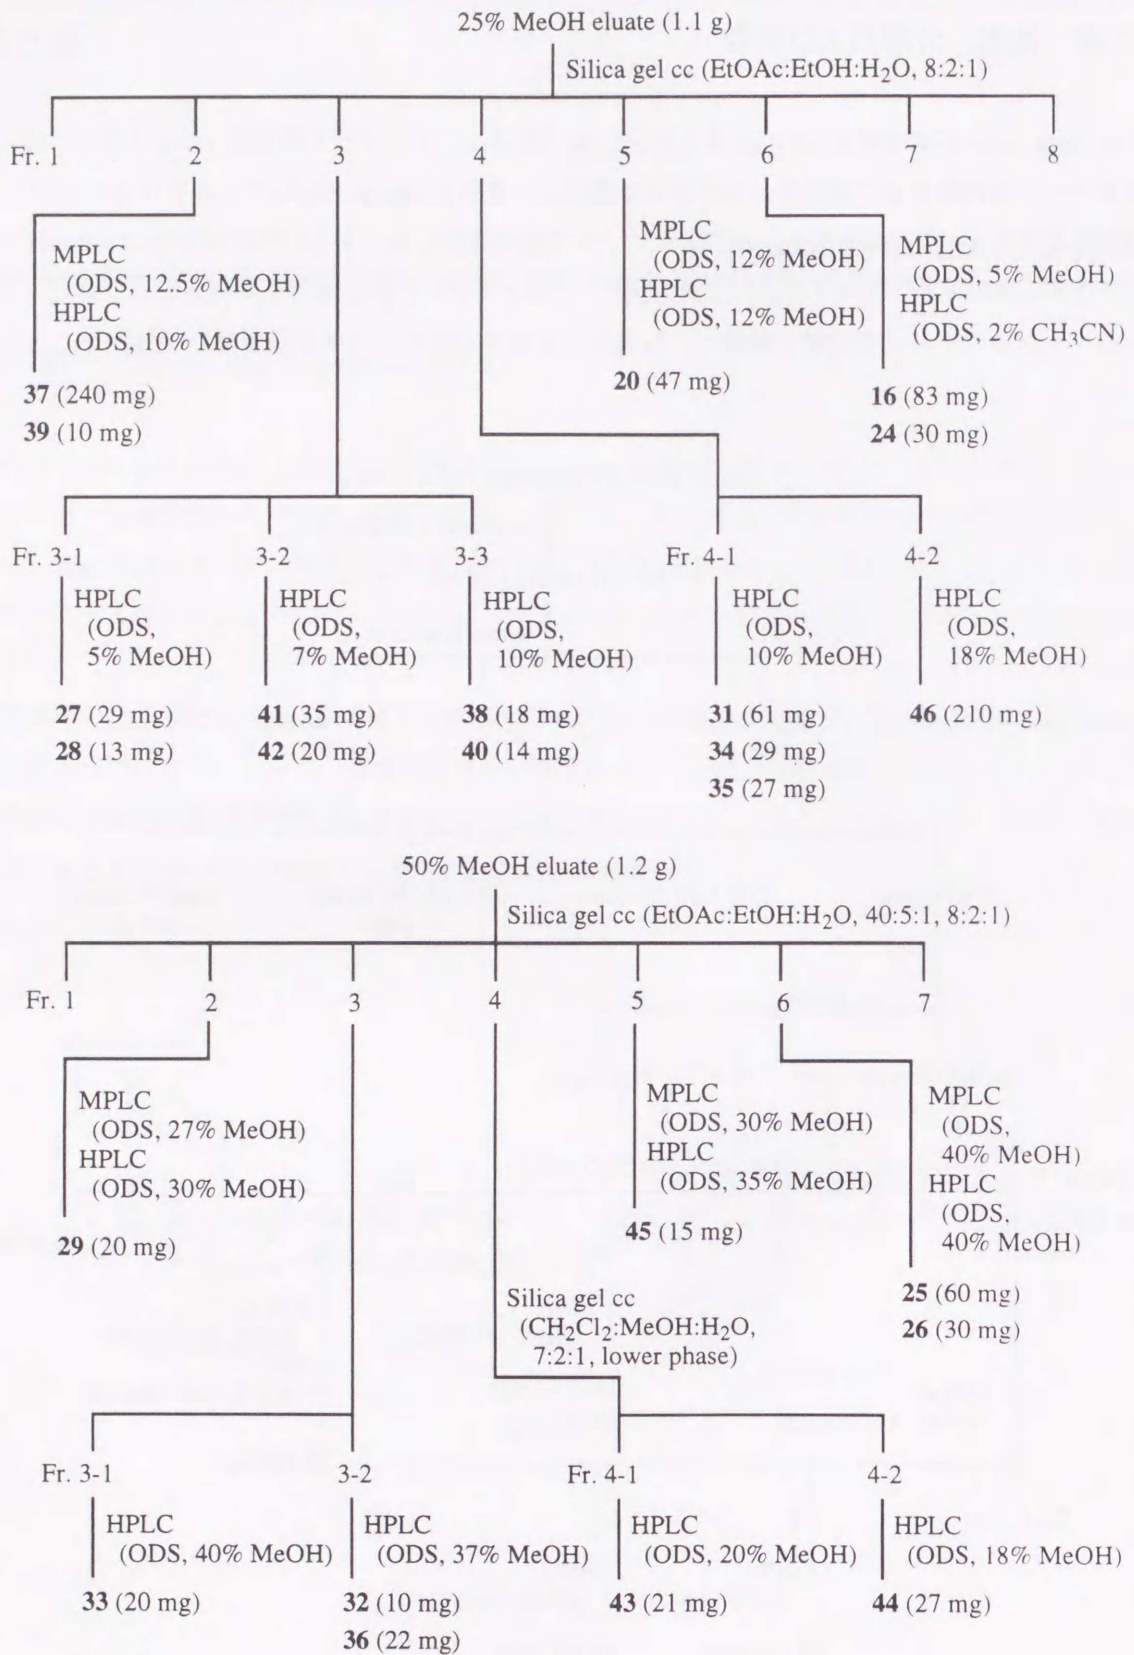 25% MeOH eluate (1.1 g)
Silica gel cc (EtOAc:EtOH:H₂O, 8:2:1)
Fr. 1 2 3 4 5 6 7 8
MPLC
(ODS, 12.5% MeOH)
HPLC
(ODS, 10% MeOH)
37 (240 mg)
39 (10 mg)
MPLC
(ODS, 12% MeOH)
HPLC
(ODS, 12% MeOH)
20 (47 mg)
MPLC
(ODS, 5% MeOH)
HPLC
(ODS, 2% CH₃CN)
16 (83 mg)
24 (30 mg)
Fr. 3-1 3-2 3-3 Fr. 4-1 4-2
HPLC
(ODS,
5% MeOH)
27 (29 mg)
28 (13 mg)
HPLC
(ODS,
7% MeOH)
41 (35 mg)
42 (20 mg)
HPLC
(ODS,
10% MeOH)
38 (18 mg)
40 (14 mg)
HPLC
(ODS,
10% MeOH)
31 (61 mg)
34 (29 mg)
35 (27 mg)
HPLC
(ODS,
18% MeOH)
46 (210 mg)
50% MeOH eluate (1.2 g)
Silica gel cc (EtOAc:EtOH:H₂O, 40:5:1, 8:2:1)
Fr. 1 2 3 4 5 6 7
MPLC
(ODS, 27% MeOH)
HPLC
(ODS, 30% MeOH)
29 (20 mg)
MPLC
(ODS, 30% MeOH)
HPLC
(ODS, 35% MeOH)
45 (15 mg)
MPLC
(ODS,
40% MeOH)
HPLC
(ODS,
40% MeOH)
25 (60 mg)
26 (30 mg)
Silica gel cc
(CH₂Cl₂:MeOH:H₂O,
7:2:1, lower phase)
Fr. 3-1 3-2 Fr. 4-1 4-2
HPLC
(ODS, 40% MeOH)
33 (20 mg)
HPLC
(ODS, 37% MeOH)
32 (10 mg)
36 (22 mg)
HPLC
(ODS, 20% MeOH)
43 (21 mg)
HPLC
(ODS, 18% MeOH)
44 (27 mg)